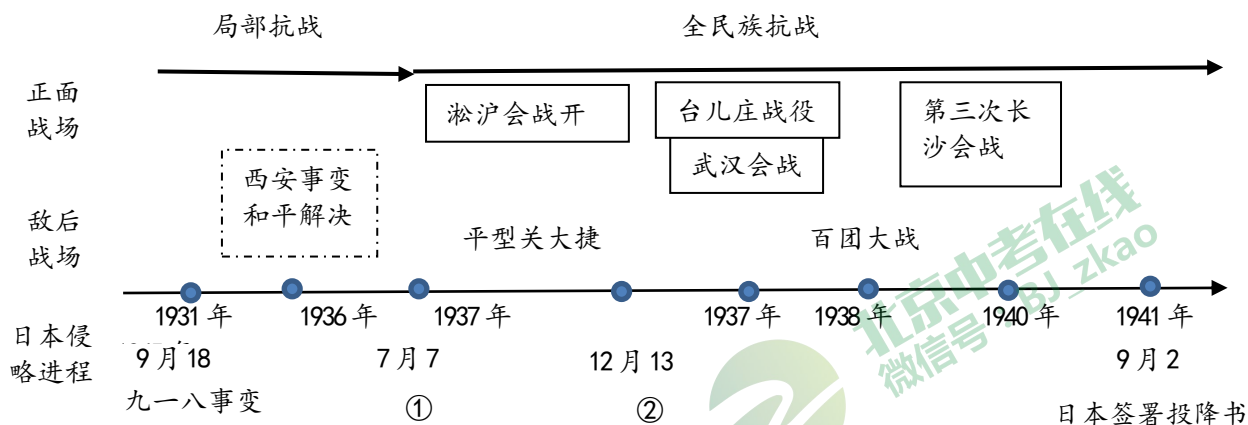 局部抗战
全民族抗战
正面
战场
淞沪会战开
台儿庄战役
武汉会战
第三次长
沙会战
西安事变
和平解决
敌后
战场
平型关大捷
百团大战
1931 年
1936 年
1937 年
1937 年
1938 年
1940 年
1941 年
日本侵
略进程
9 月 18
7 月 7
12 月 13
9 月 2
九一八事变
①
②
日本签署投降书
北京中考在线
微信号:BJ_zkao